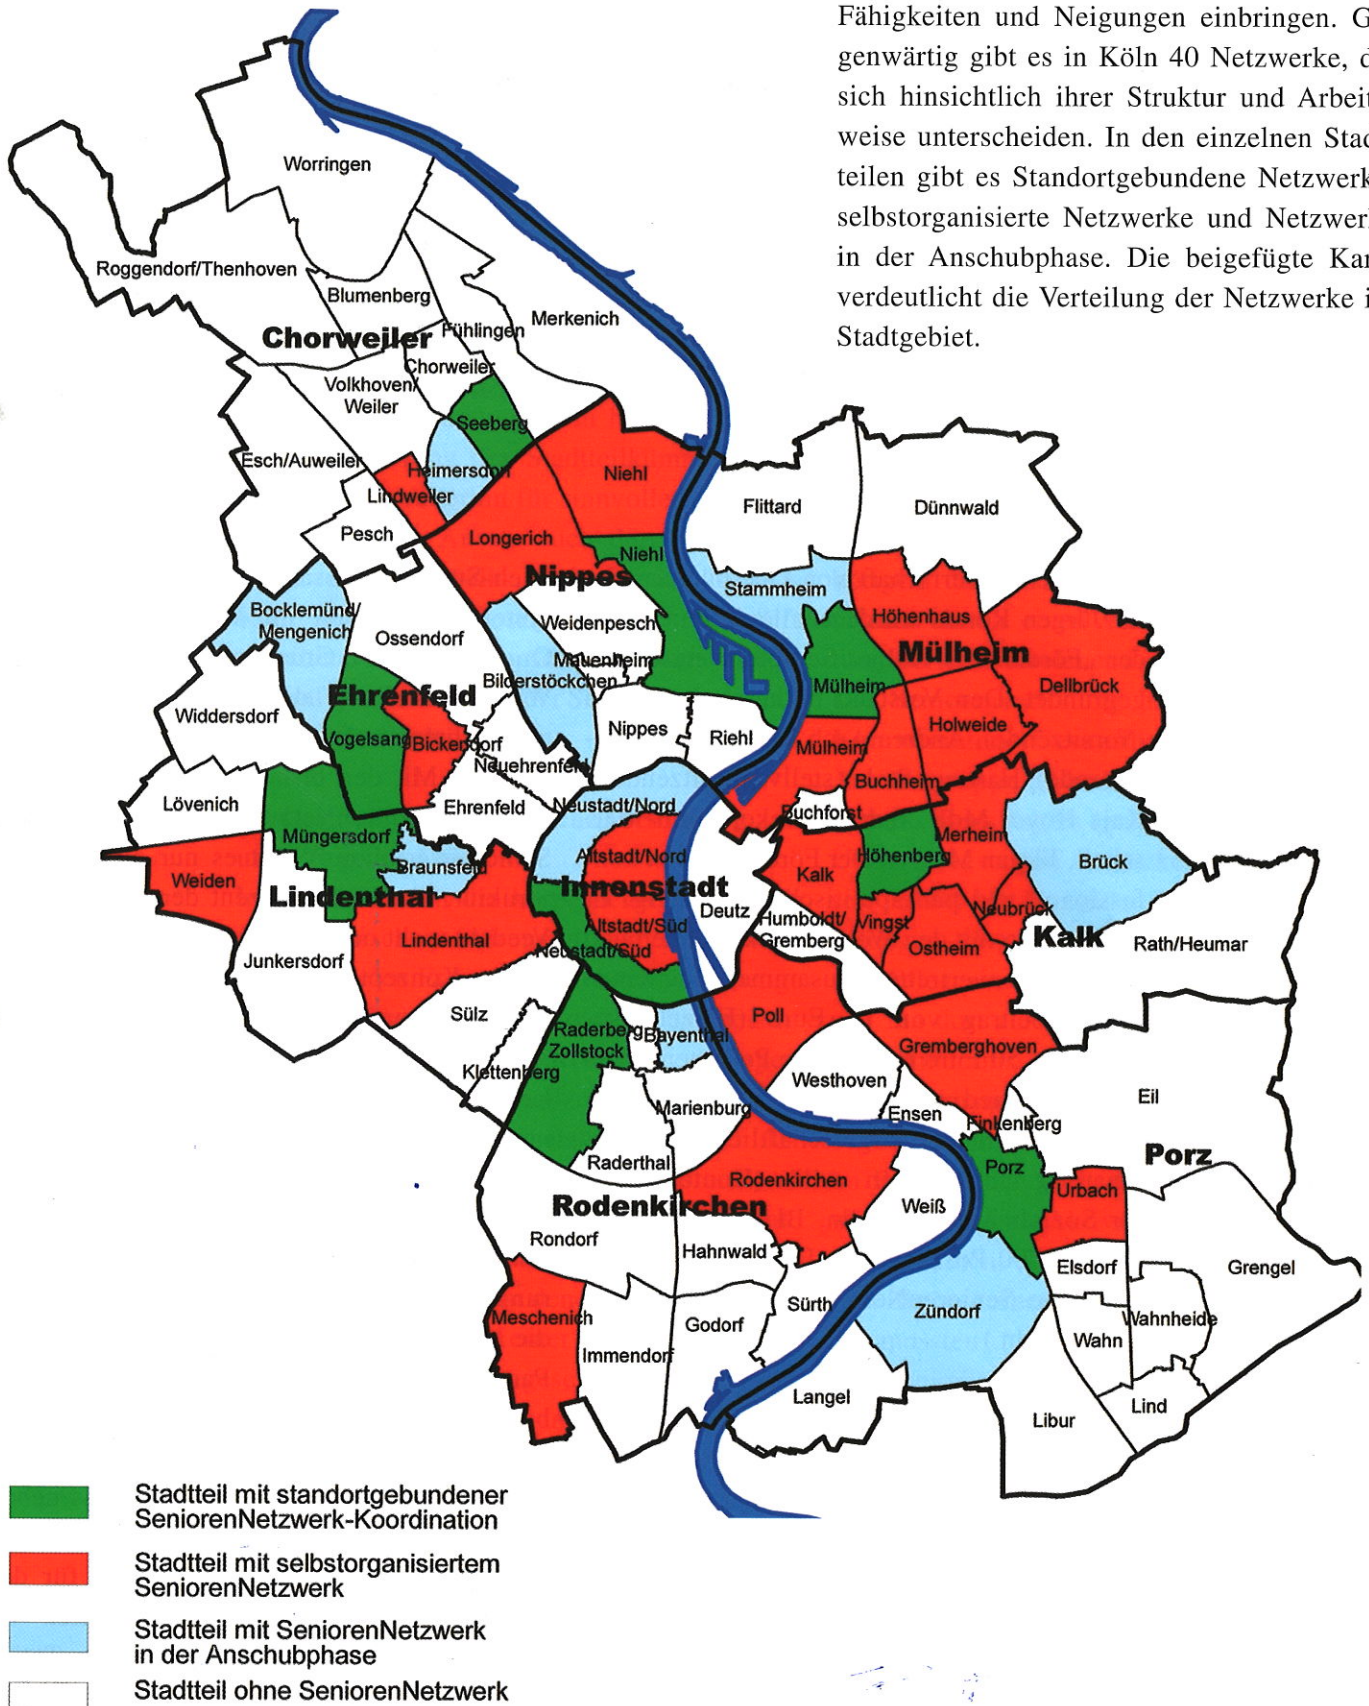 Fähigkeiten und Neigungen einbringen. G
genwärtig gibt es in Köln 40 Netzwerke, d
sich hinsichtlich ihrer Struktur und Arbeit
weise unterscheiden. In den einzelnen Stad
teilen gibt es Standortgebundene Netzwerk
selbstorganisierte Netzwerke und Netzwerk
in der Anschubphase. Die beigefügte Kar
verdeutlicht die Verteilung der Netzwerke i
Stadtgebiet.
Worringen
Roggendorf/Thenhoven
Blumenberg
Chorweiler
Fühlingen
Merkenich
Chorweiler
Volkhoven/
Weiler
Seeberg
Esch/Auweiler
Heimersdorf
Lindweiler
Pesch
Niehl
Longerich
Niehl
Nippes
Flittard
Dünnwald
Stammheim
Höhenhaus
Mülheim
Dellbrück
Bocklemünd/
Mengenich
Ossendorf
Weidenpesch
Mauenheim
Bilderstöckchen
Ehrenfeld
Mülheim
Holweide
Widdersdorf
Vogelsang
Bickendorf
Nippes
Riehl
Mülheim
Neuehrenfeld
Buchheim
Lövenich
Ehrenfeld
Neustadt/Nord
Buchforst
Müngersdorf
Merheim
Höhenberg
Altstadt/Nord
Braunsfeld
Brück
Weiden
Kalk
Lindenthal
Innenstadt
Deutz
Neubrück
Humboldt/
Gremberg
Vingst
Altstadt/Süd
Kalk
Lindenthal
Neustadt/Süd
Ostheim
Rath/Heumar
Junkersdorf
Sülz
Poll
Raderberg
Zollstock
Bayenthal
Gremberghoven
Klettenberg
Westhoven
Marienburg
Ensen
Finkenberg
Eil
Raderthal
Porz
Porz
Rodenkirchen
Urbach
Rodenkirchen
Weiß
Rondorf
Hahnwald
Elsdorf
Grengel
Sürth
Zündorf
Meschenich
Godorf
Wahnheide
Immendorf
Wahn
Langel
Lind
Libur
Stadtteil mit standortgebundener
SeniorenNetzwerk-Koordination
Stadtteil mit selbstorganisiertem
SeniorenNetzwerk
Stadtteil mit SeniorenNetzwerk
in der Anschubphase
Stadtteil ohne SeniorenNetzwerk